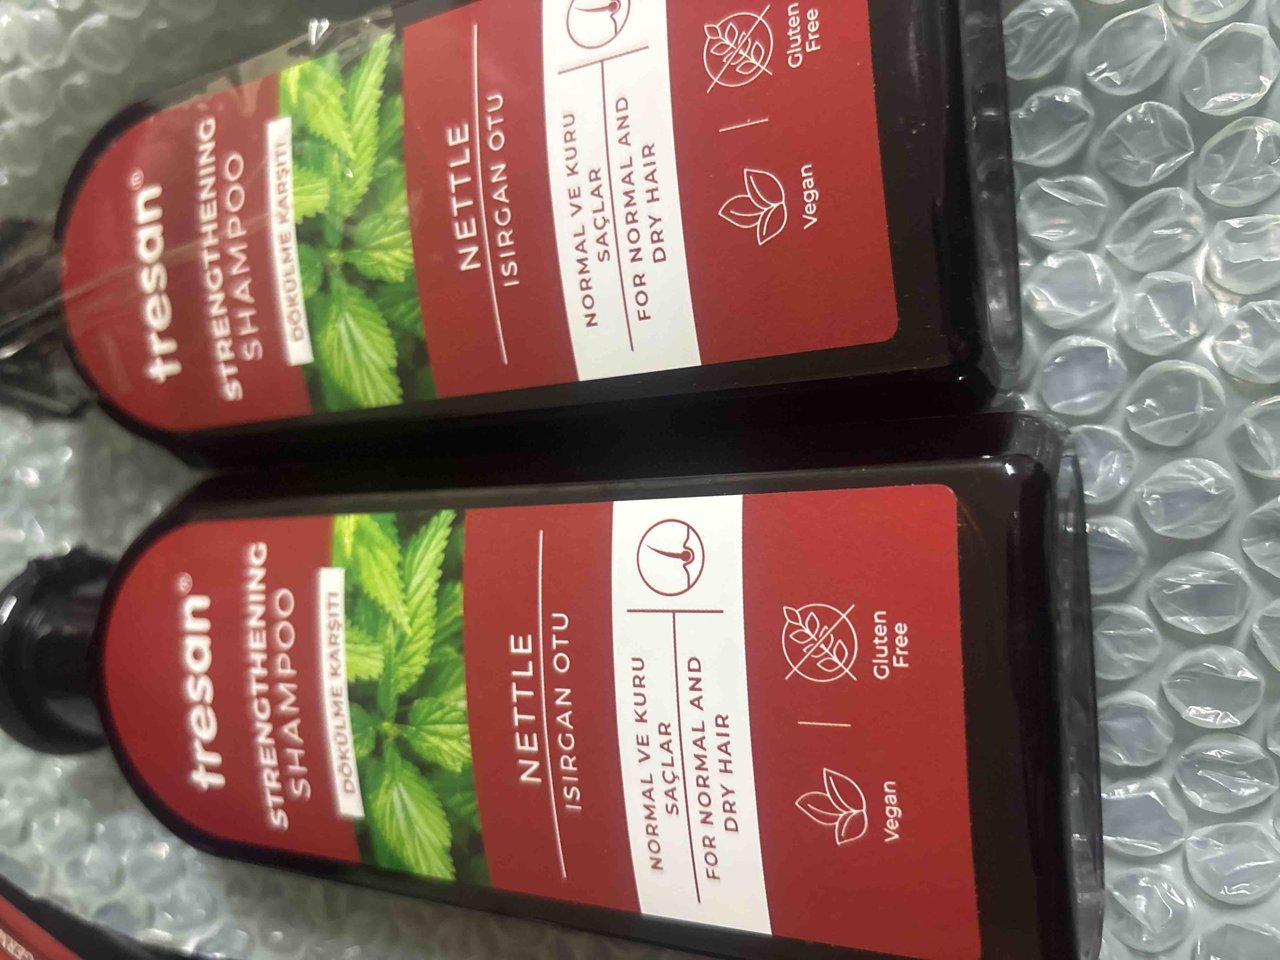 tresan®
STRENGTHENING
SHAMPOO
DÖKÜLME KARŞITI
NETTLE
ISIRGAN OTU
NORMAL VE KURU
SAÇLAR
FOR NORMAL AND
DRY HAIR
Vegan
Gluten
Free
tresan®
STRENGTHENING
SHAMPOO
DÖKÜLME KARŞITI
NETTLE
ISIRGAN OTU
NORMAL VE KURU
SAÇLAR
FOR NORMAL AND
DRY HAIR
Vegan
Gluten
Free